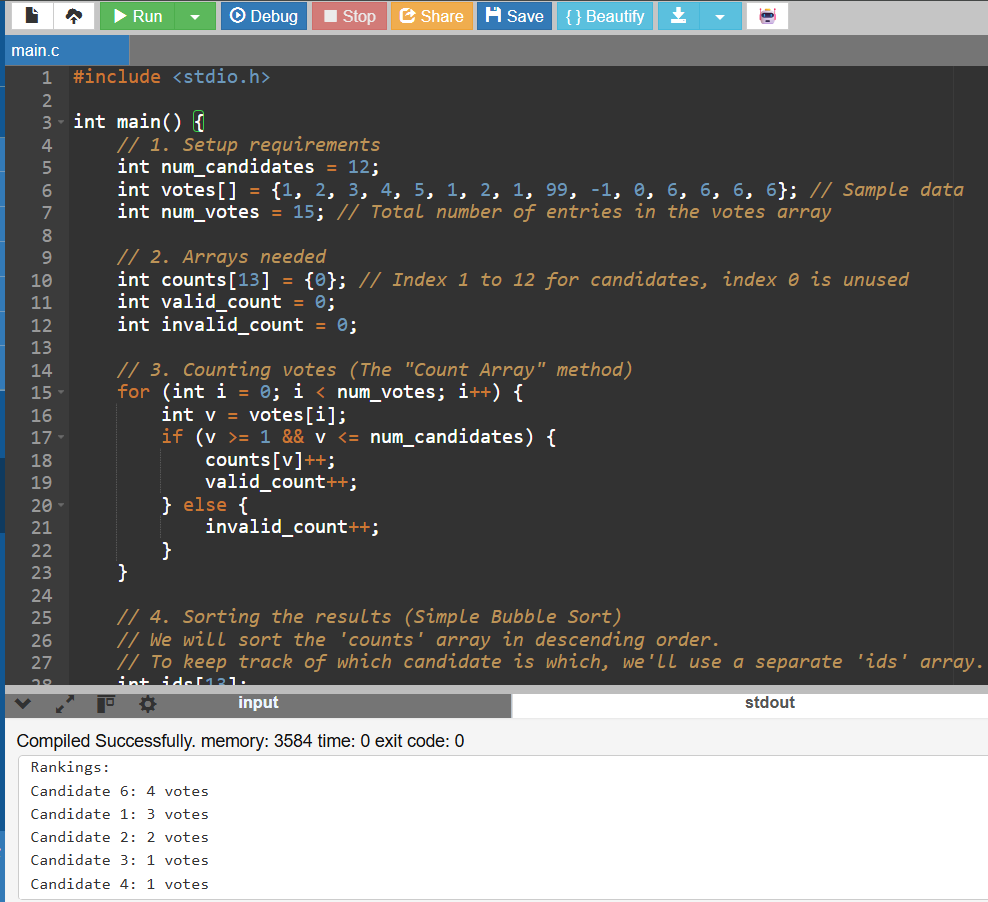 Run Debug Stop Share Save { } Beautify
main.c
1 #include <stdio.h>
2
3 int main() {
4 // 1. Setup requirements
5 int num_candidates = 12;
6 int votes[] = {1, 2, 3, 4, 5, 1, 2, 1, 99, -1, 0, 6, 6, 6, 6}; // Sample data
7 int num_votes = 15; // Total number of entries in the votes array
8
9 // 2. Arrays needed
10 int counts[13] = {0}; // Index 1 to 12 for candidates, index 0 is unused
11 int valid_count = 0;
12 int invalid_count = 0;
13
14 // 3. Counting votes (The "Count Array" method)
15 for (int i = 0; i < num_votes; i++) {
16 int v = votes[i];
17 if (v >= 1 && v <= num_candidates) {
18 counts[v]++;
19 valid_count++;
20 } else {
21 invalid_count++;
22 }
23 }
24
25 // 4. Sorting the results (Simple Bubble Sort)
26 // We will sort the 'counts' array in descending order.
27 // To keep track of which candidate is which, we'll use a separate 'ids' array.
28 int ids[13];
input stdout
Compiled Successfully. memory: 3584 time: 0 exit code: 0
Rankings:
Candidate 6: 4 votes
Candidate 1: 3 votes
Candidate 2: 2 votes
Candidate 3: 1 votes
Candidate 4: 1 votes